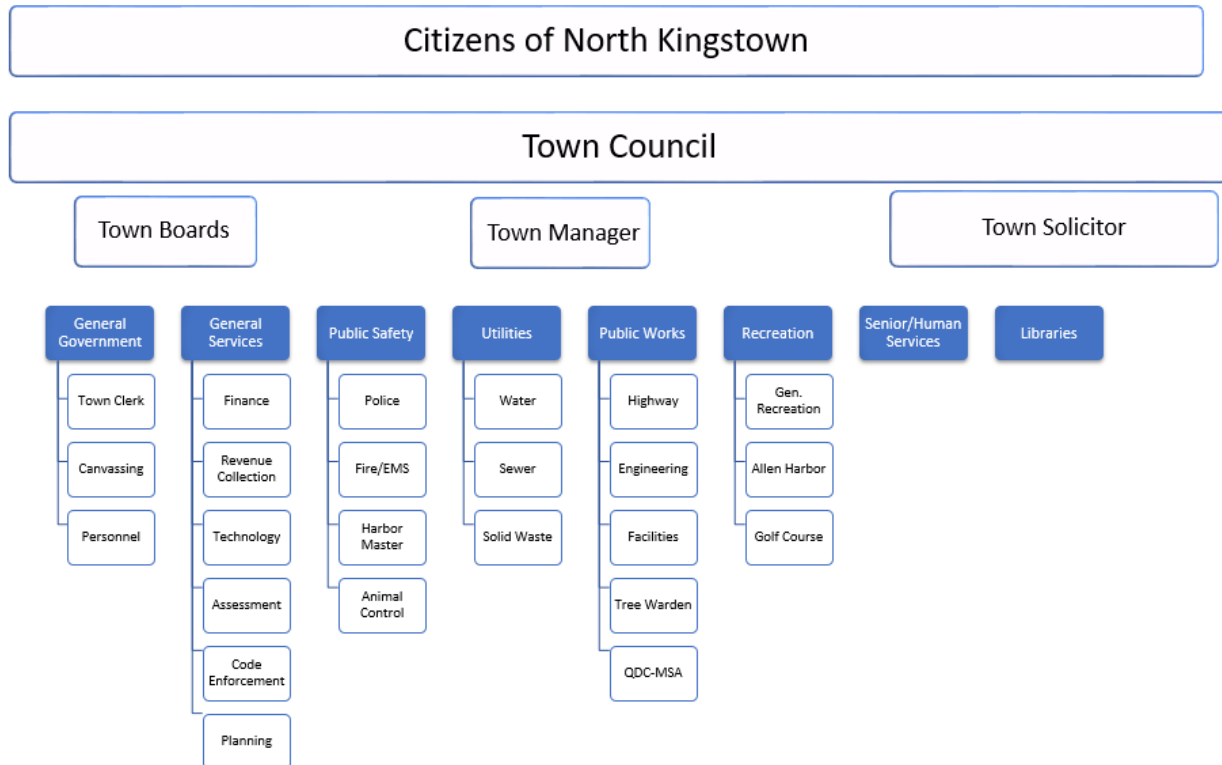 Citizens of North Kingstown
Town Council
Town Boards
Town Manager
Town Solicitor
General
Government
Town Clerk
Canvassing
Personnel
General
Services
Finance
Revenue
Collection
Technology
Assessment
Code
Enforcement
Planning
Public Safety
Police
Fire/EMS
Harbor
Master
Animal
Control
Utilities
Water
Sewer
Solid Waste
Public Works
Highway
Engineering
Facilities
Tree Warden
QDC-MSA
Recreation
Gen.
Recreation
Allen Harbor
Golf Course
Senior/Human
Services
Libraries